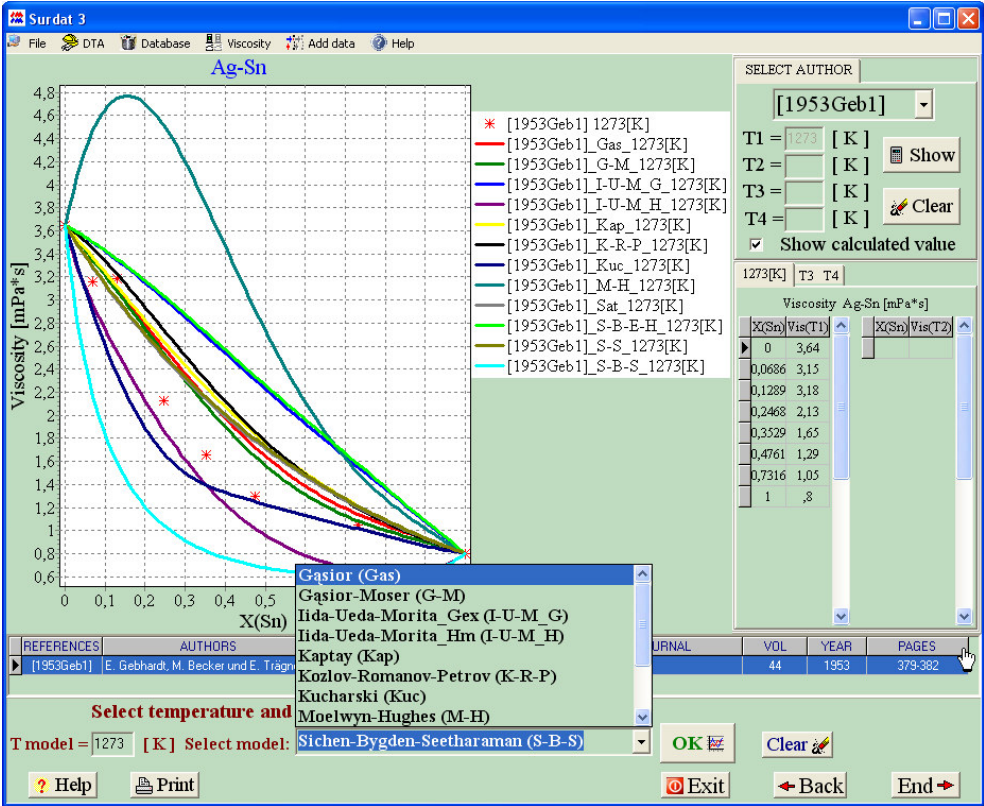 Surdat 3
File DTA Database Viscosity Add data Help
Ag-Sn
4,8
4,6
4,4
4,2
4
3,8
3,6
3,4
3,2
3
2,8
2,6
2,4
2,2
2
1,8
1,6
1,4
1,2
1
0,8
0,6
Viscosity [mPa*s]
0 0,1 0,2 0,3 0,4 0,5
X(Sn)
[1953Geb1] 1273[K]
[1953Geb1]_Gas_1273[K]
[1953Geb1]_G-M_1273[K]
[1953Geb1]_I-U-M_G_1273[K]
[1953Geb1]_I-U-M_H_1273[K]
[1953Geb1]_Kap_1273[K]
[1953Geb1]_K-R-P_1273[K]
[1953Geb1]_Kuc_1273[K]
[1953Geb1]_M-H_1273[K]
[1953Geb1]_Sat_1273[K]
[1953Geb1]_S-B-E-H_1273[K]
[1953Geb1]_S-S_1273[K]
[1953Geb1]_S-B-S_1273[K]
SELECT AUTHOR
[1953Geb1]
T1 = 1273 [ K ]
T2 = [ K ]
T3 = [ K ]
T4 = [ K ]
Show
Clear
Show calculated value
1273[K] T3 T4
Viscosity Ag-Sn [mPa*s]
X(Sn) Vis(T1) X(Sn) Vis(T2)
0 3,64
0,0686 3,15
0,1289 3,18
0,2468 2,13
0,3529 1,65
0,4761 1,29
0,7316 1,05
1 ,8
Gąsior (Gas)
Gąsior-Moser (G-M)
Iida-Ueda-Morita_Gex (I-U-M_G)
Iida-Ueda-Morita_Hm (I-U-M_H)
Kaptay (Kap)
Kozlov-Romanov-Petrov (K-R-P)
Kucharski (Kuc)
Moelwyn-Hughes (M-H)
REFERENCES AUTHORS URNAL VOL YEAR PAGES
[1953Geb1] E. Gebhardt, M. Becker und E. Trägn 44 1953 379-382
Select temperature and
T model = 1273 [ K ] Select model: Sichen-Bygden-Seetharaman (S-B-S) OK Clear
Help Print Exit Back End